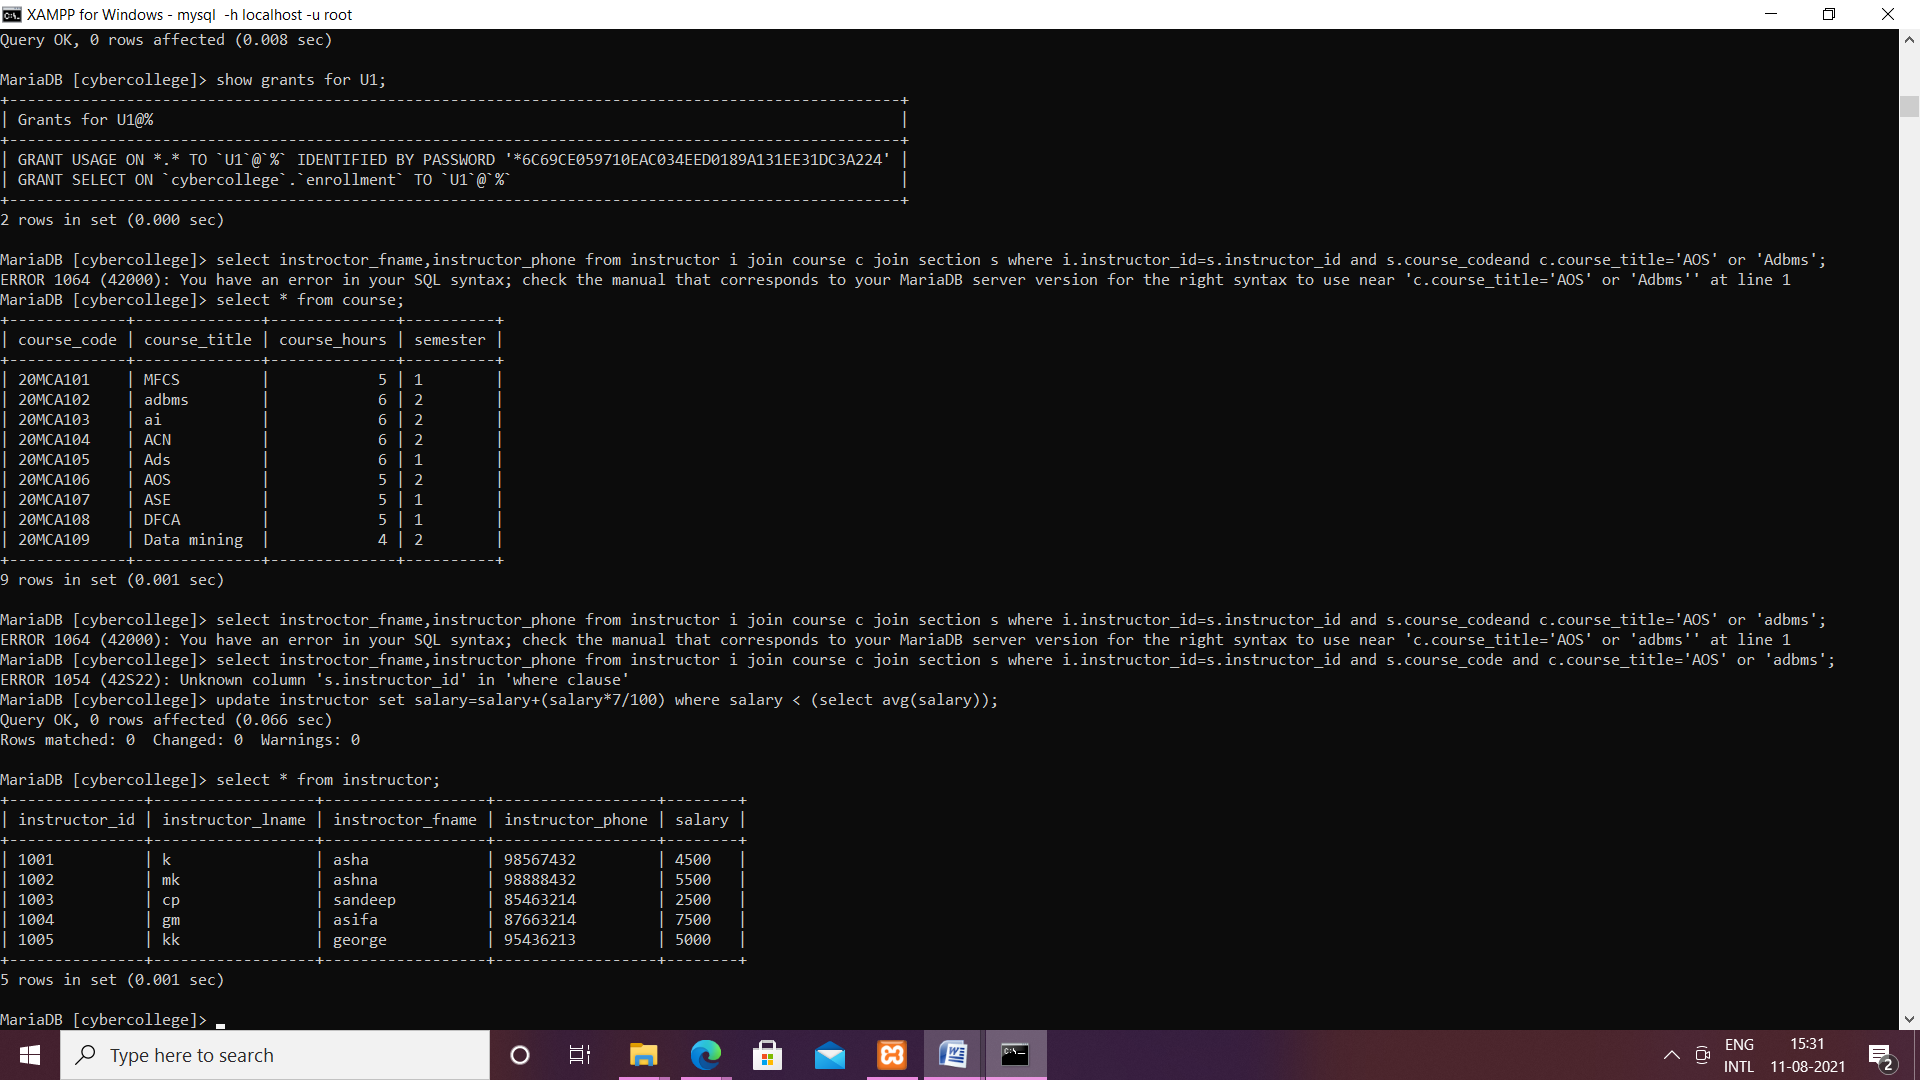 XAMPP for Windows - mysql  -h localhost -u root
Query OK, 0 rows affected (0.008 sec)
MariaDB [cybercollege]> show grants for U1;
+---------------------------------------------------------------------------------------------------+
| Grants for U1@%                                                                                   |
+---------------------------------------------------------------------------------------------------+
| GRANT USAGE ON *.* TO `U1`@`%` IDENTIFIED BY PASSWORD '*6C69CE059710EAC034EED0189A131EE31DC3A224' |
| GRANT SELECT ON `cybercollege`.`enrollment` TO `U1`@`%`                                           |
+---------------------------------------------------------------------------------------------------+
2 rows in set (0.000 sec)
MariaDB [cybercollege]> select instroctor_fname,instructor_phone from instructor i join course c join section s where i.instructor_id=s.instructor_id and s.course_codeand c.course_title='AOS' or 'Adbms';
ERROR 1064 (42000): You have an error in your SQL syntax; check the manual that corresponds to your MariaDB server version for the right syntax to use near 'c.course_title='AOS' or 'Adbms'' at line 1
MariaDB [cybercollege]> select * from course;
+-------------+--------------+--------------+----------+
| course_code | course_title | course_hours | semester |
+-------------+--------------+--------------+----------+
| 20MCA101    | MFCS         |            5 | 1        |
| 20MCA102    | adbms        |            6 | 2        |
| 20MCA103    | ai           |            6 | 2        |
| 20MCA104    | ACN          |            6 | 2        |
| 20MCA105    | Ads          |            6 | 1        |
| 20MCA106    | AOS          |            5 | 2        |
| 20MCA107    | ASE          |            5 | 1        |
| 20MCA108    | DFCA         |            5 | 1        |
| 20MCA109    | Data mining  |            4 | 2        |
+-------------+--------------+--------------+----------+
9 rows in set (0.001 sec)
MariaDB [cybercollege]> select instroctor_fname,instructor_phone from instructor i join course c join section s where i.instructor_id=s.instructor_id and s.course_codeand c.course_title='AOS' or 'adbms';
ERROR 1064 (42000): You have an error in your SQL syntax; check the manual that corresponds to your MariaDB server version for the right syntax to use near 'c.course_title='AOS' or 'adbms'' at line 1
MariaDB [cybercollege]> select instroctor_fname,instructor_phone from instructor i join course c join section s where i.instructor_id=s.instructor_id and s.course_code and c.course_title='AOS' or 'adbms';
ERROR 1054 (42S22): Unknown column 's.instructor_id' in 'where clause'
MariaDB [cybercollege]> update instructor set salary=salary+(salary*7/100) where salary < (select avg(salary));
Query OK, 0 rows affected (0.066 sec)
Rows matched: 0  Changed: 0  Warnings: 0
MariaDB [cybercollege]> select * from instructor;
+---------------+------------------+------------------+------------------+--------+
| instructor_id | instructor_lname | instroctor_fname | instructor_phone | salary |
+---------------+------------------+------------------+------------------+--------+
| 1001          | k                | asha             | 98567432         | 4500   |
| 1002          | mk               | ashna            | 98888432         | 5500   |
| 1003          | cp               | sandeep          | 85463214         | 2500   |
| 1004          | gm               | asifa            | 87663214         | 7500   |
| 1005          | kk               | george           | 95436213         | 5000   |
+---------------+------------------+------------------+------------------+--------+
5 rows in set (0.001 sec)
MariaDB [cybercollege]>
Type here to search
ENG
INTL
15:31
11-08-2021
2